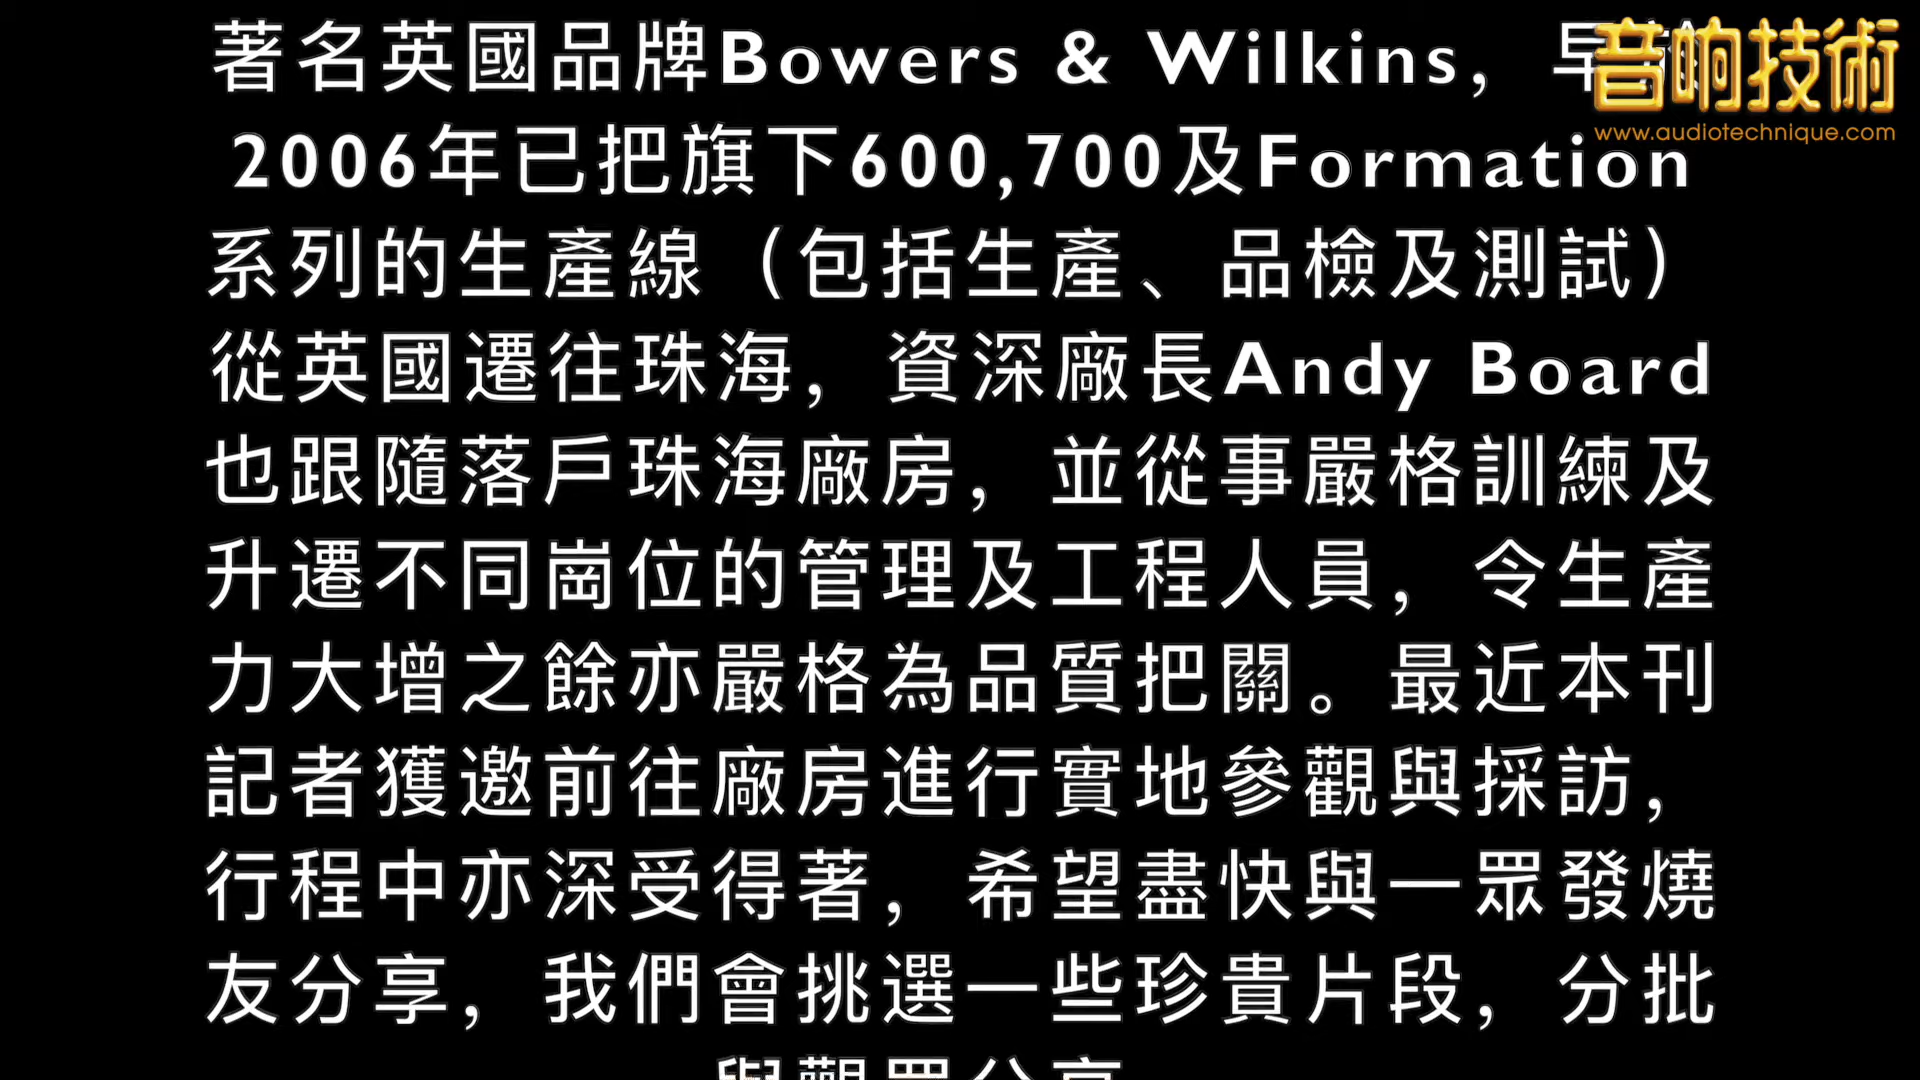 著名英國品牌Bowers & Wilkins，早於
音响技術
www.audiotechnique.com
2006年已把旗下600,700及Formation
系列的生產線（包括生產、品檢及測試）
從英國遷往珠海，資深廠長Andy Board
也跟隨落戶珠海廠房，並從事嚴格訓練及
升遷不同崗位的管理及工程人員，令生產
力大增之餘亦嚴格為品質把關。最近本刊
記者獲邀前往廠房進行實地參觀與採訪，
行程中亦深受得著，希望盡快與一眾發燒
友分享，我們會挑選一些珍貴片段，分批
與觀眾分享